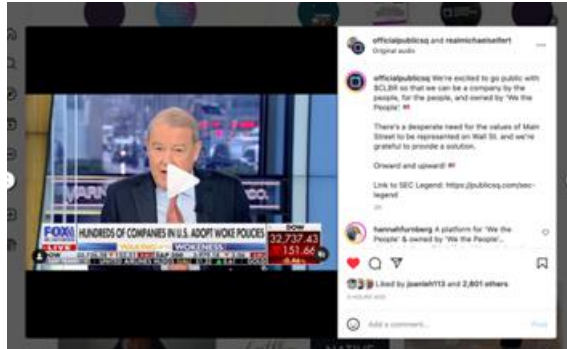 officialpublicsq and realmichaelseifert
Original audio
officialpublicsq We're excited to go public with
$CLBR so that we can be a company by the
people, for the people, and owned by 'We the
People'.
There's a desperate need for the values of Main
Street to be represented on Wall St. and we're
grateful to provide a solution.
Onward and upward!
Link to SEC Legend: https://publicsq.com/sec-
legend
hannahfurnberg A platform for 'We the
People' & owned by 'We the People'...
Liked by joanieh113 and 2,801 others
Add a comment...
Post
FOX
HUNDREDS OF COMPANIES IN U.S. ADOPT WOKE POLICIES
LIVE
WOKENESS
DOW
32,737.43
151.66
UNITED AIRLINES HLDG